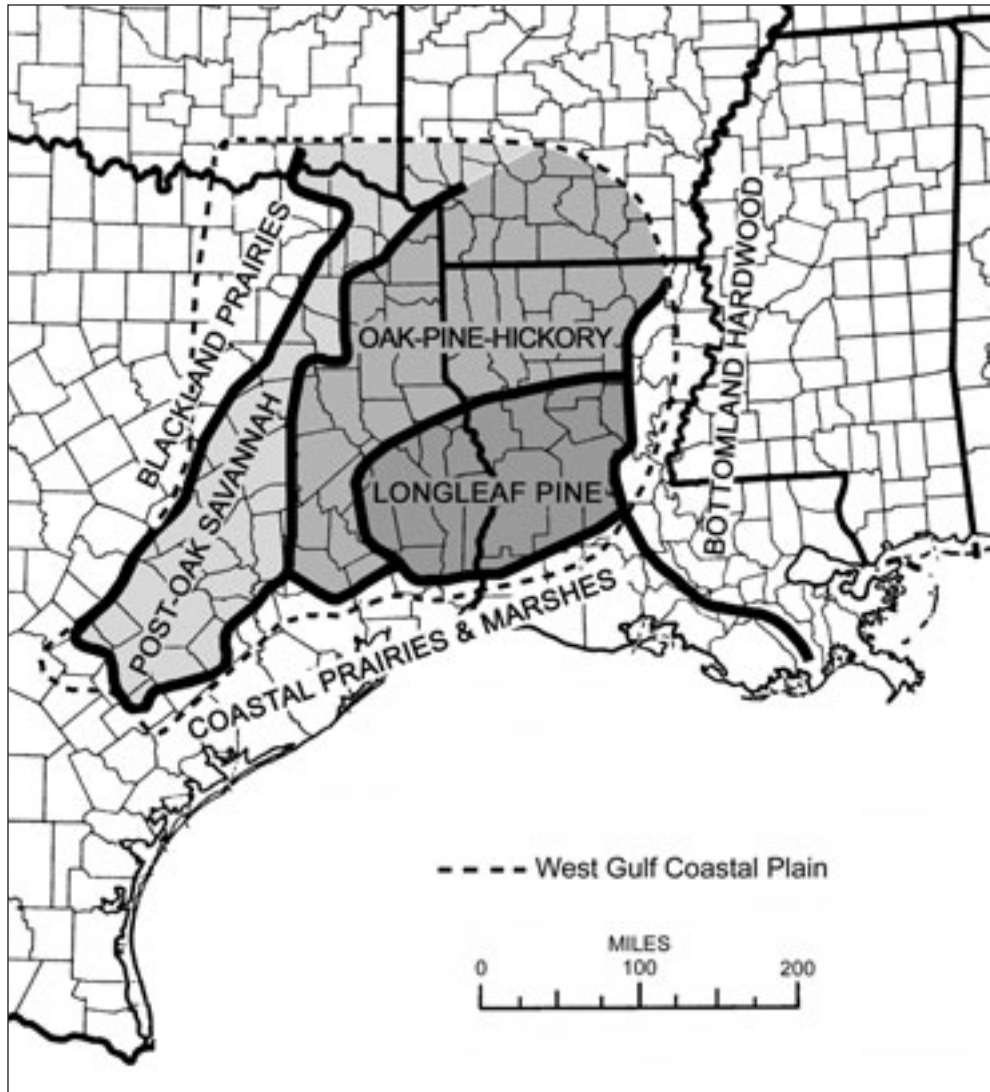 BLACKLAND PRAIRIES
POST-OAK SAVANNAH
OAK-PINE-HICKORY
LONGLEAF PINE
BOTTOMLAND HARDWOOD
COASTAL PRAIRIES & MARSHES
West Gulf Coastal Plain
MILES
0 100 200